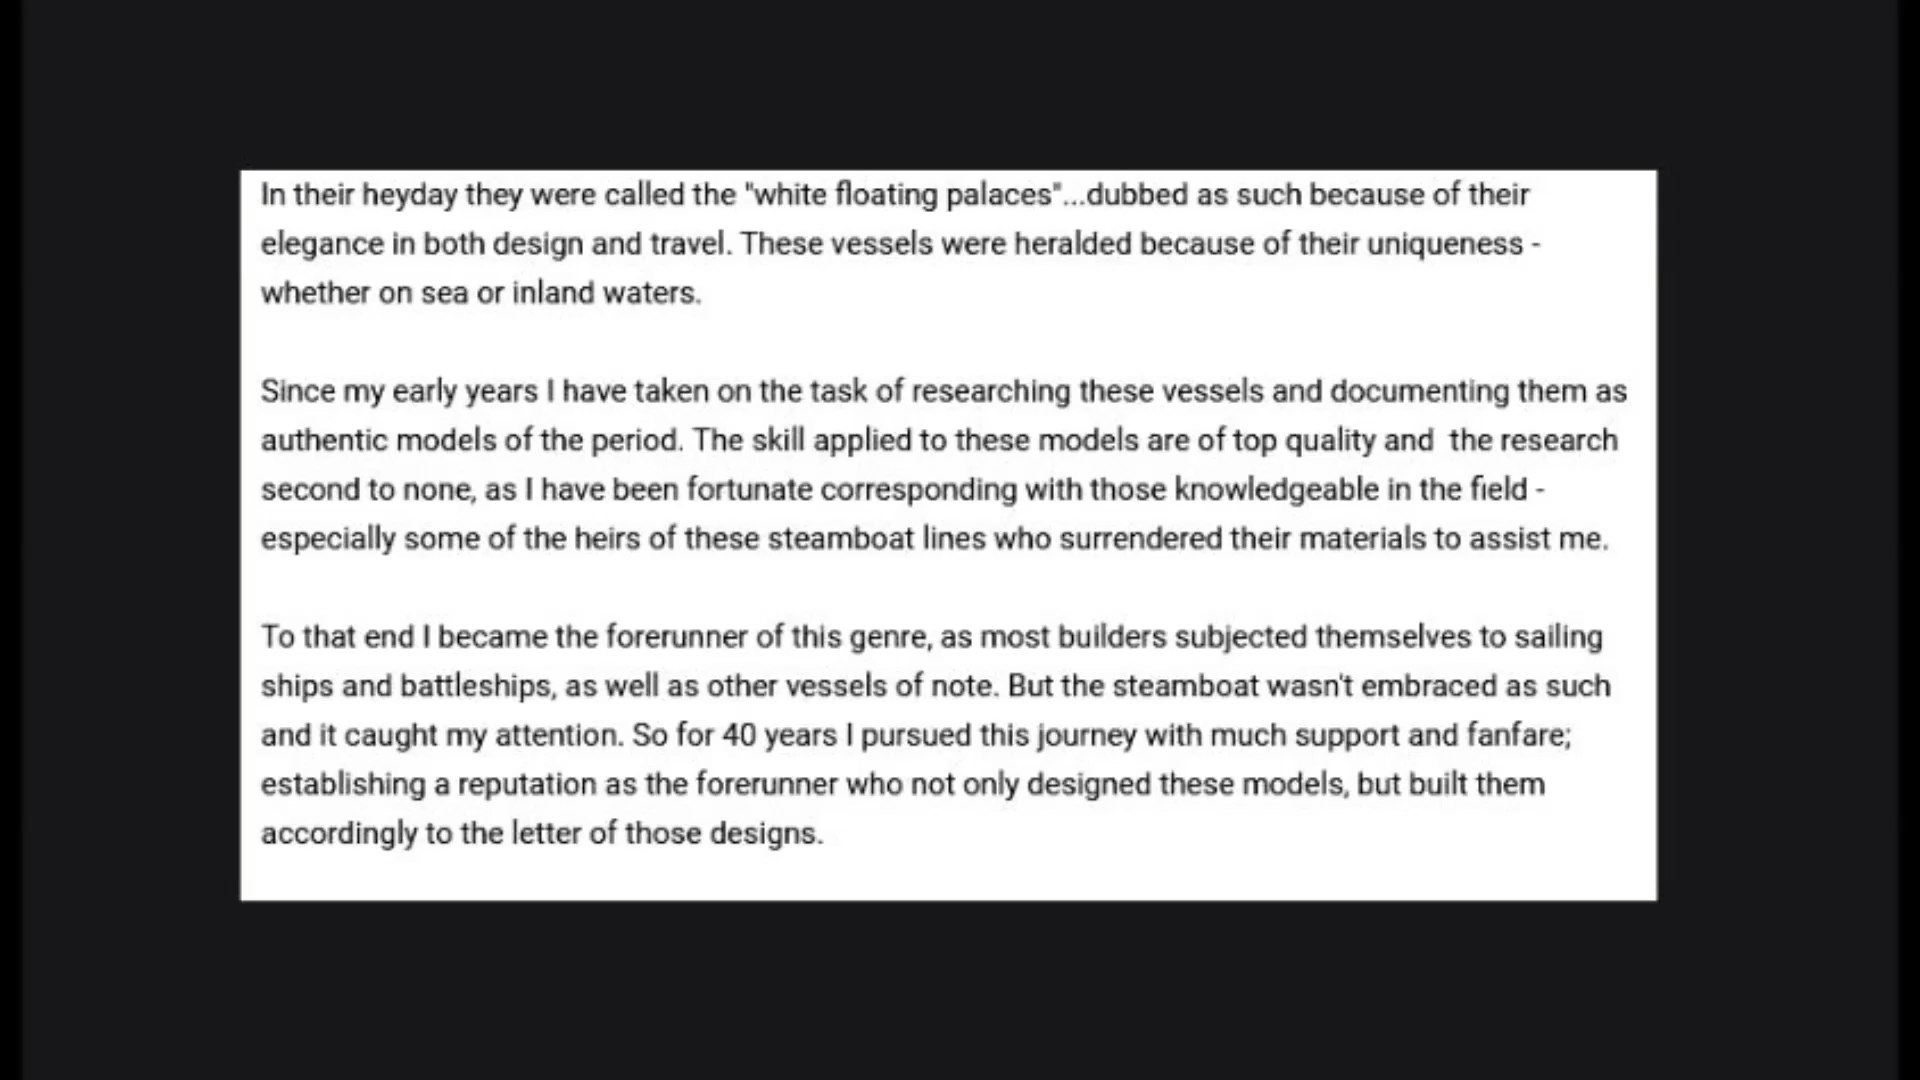 In their heyday they were called the "white floating palaces"...dubbed as such because of their
elegance in both design and travel. These vessels were heralded because of their uniqueness -
whether on sea or inland waters.
Since my early years I have taken on the task of researching these vessels and documenting them as
authentic models of the period. The skill applied to these models are of top quality and  the research
second to none, as I have been fortunate corresponding with those knowledgeable in the field -
especially some of the heirs of these steamboat lines who surrendered their materials to assist me.
To that end I became the forerunner of this genre, as most builders subjected themselves to sailing
ships and battleships, as well as other vessels of note. But the steamboat wasn't embraced as such
and it caught my attention. So for 40 years I pursued this journey with much support and fanfare;
establishing a reputation as the forerunner who not only designed these models, but built them
accordingly to the letter of those designs.